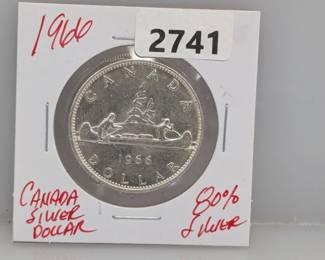 1966
2741
CANADA
1966
DOLLAR
CANADA
SILVER
DOLLAR
80%
SILVER